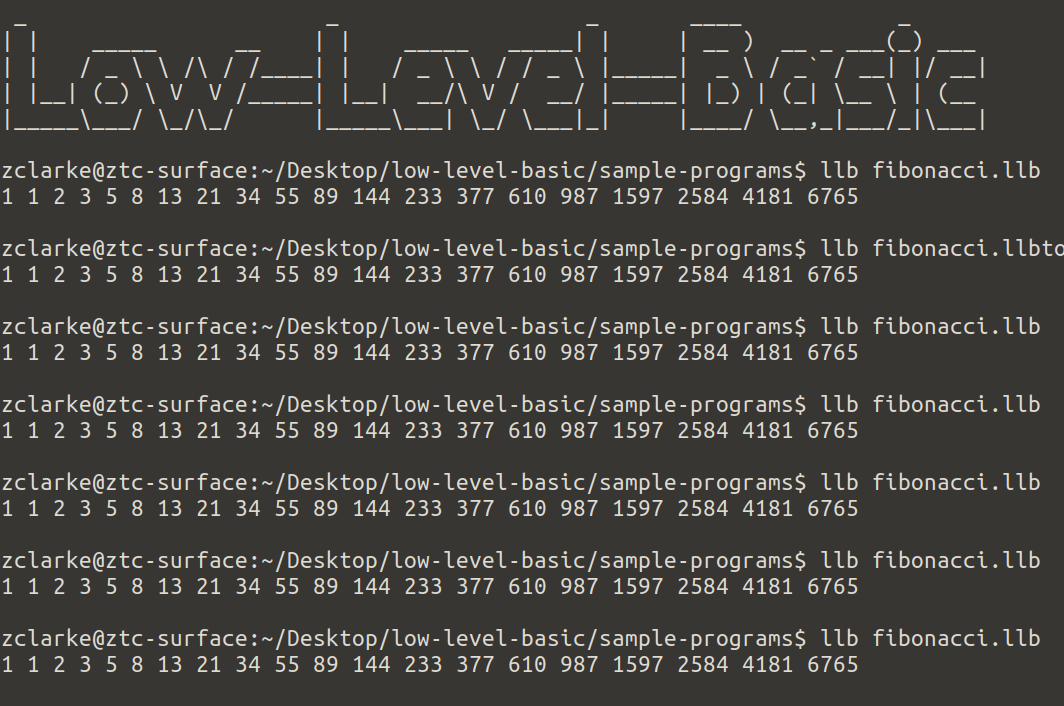 Low-Level-Basic
zclarke@ztc-surface:~/Desktop/low-level-basic/sample-programs$ llb fibonacci.llb
1 1 2 3 5 8 13 21 34 55 89 144 233 377 610 987 1597 2584 4181 6765
zclarke@ztc-surface:~/Desktop/low-level-basic/sample-programs$ llb fibonacci.llbto
1 1 2 3 5 8 13 21 34 55 89 144 233 377 610 987 1597 2584 4181 6765
zclarke@ztc-surface:~/Desktop/low-level-basic/sample-programs$ llb fibonacci.llb
1 1 2 3 5 8 13 21 34 55 89 144 233 377 610 987 1597 2584 4181 6765
zclarke@ztc-surface:~/Desktop/low-level-basic/sample-programs$ llb fibonacci.llb
1 1 2 3 5 8 13 21 34 55 89 144 233 377 610 987 1597 2584 4181 6765
zclarke@ztc-surface:~/Desktop/low-level-basic/sample-programs$ llb fibonacci.llb
1 1 2 3 5 8 13 21 34 55 89 144 233 377 610 987 1597 2584 4181 6765
zclarke@ztc-surface:~/Desktop/low-level-basic/sample-programs$ llb fibonacci.llb
1 1 2 3 5 8 13 21 34 55 89 144 233 377 610 987 1597 2584 4181 6765
zclarke@ztc-surface:~/Desktop/low-level-basic/sample-programs$ llb fibonacci.llb
1 1 2 3 5 8 13 21 34 55 89 144 233 377 610 987 1597 2584 4181 6765